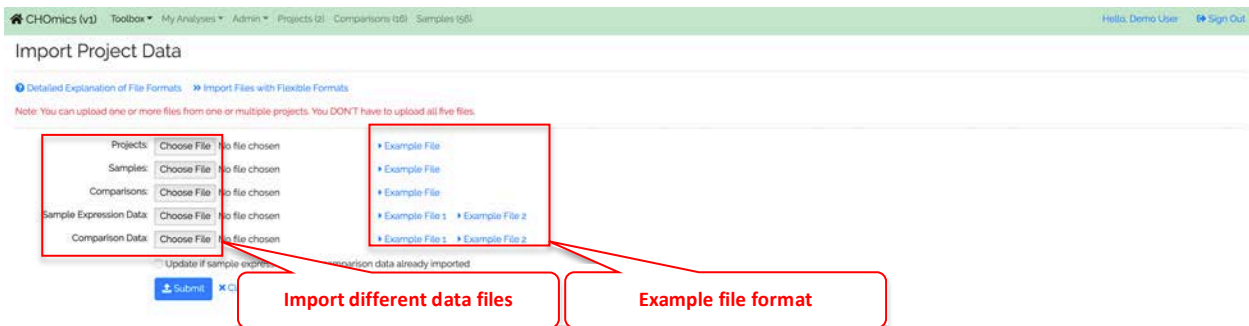 CHOmics (v1) Toolbox My Analyses Admin Projects (2) Comparisons (16) Samples (58) Hello, Demo User Sign Out
Import Project Data
Detailed Explanation of File Formats Import Files with Flexible Formats
Note: You can upload one or more files from one or multiple projects. You DON'T have to upload all five files.
Projects: Choose File No file chosen Example File
Samples: Choose File No file chosen Example File
Comparisons: Choose File No file chosen Example File
Sample Expression Data: Choose File No file chosen Example File 1 Example File 2
Comparison Data: Choose File No file chosen Example File 1 Example File 2
Update if sample express comparison data already imported
Submit
Import different data files Example file format